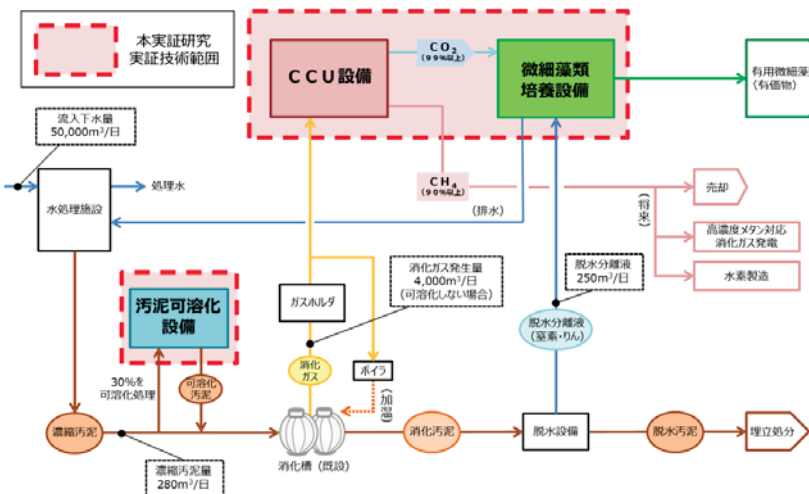 本実証研究
実証技術範囲
CCU設備
CO₂
(99%以上)
微細藻類
培養設備
有用微細藻
(有価物)
流入下水量
50,000m³/日
処理水
水処理施設
CH₄
(90%以上)
(排水)
(将来)
売却
高濃度メタン対応
消化ガス発電
水素製造
消化ガス発生量
4,000m³/日
(可溶化しない場合)
脱水分離液
250m³/日
汚泥可溶化
設備
ガスホルダ
脱水分離液
(窒素・りん)
30%を
可溶化処理
可溶化
汚泥
消化
ガス
ボイラ
(加温)
濃縮汚泥
消化槽(既設)
消化汚泥
脱水設備
脱水汚泥
埋立処分
濃縮汚泥量
280m³/日